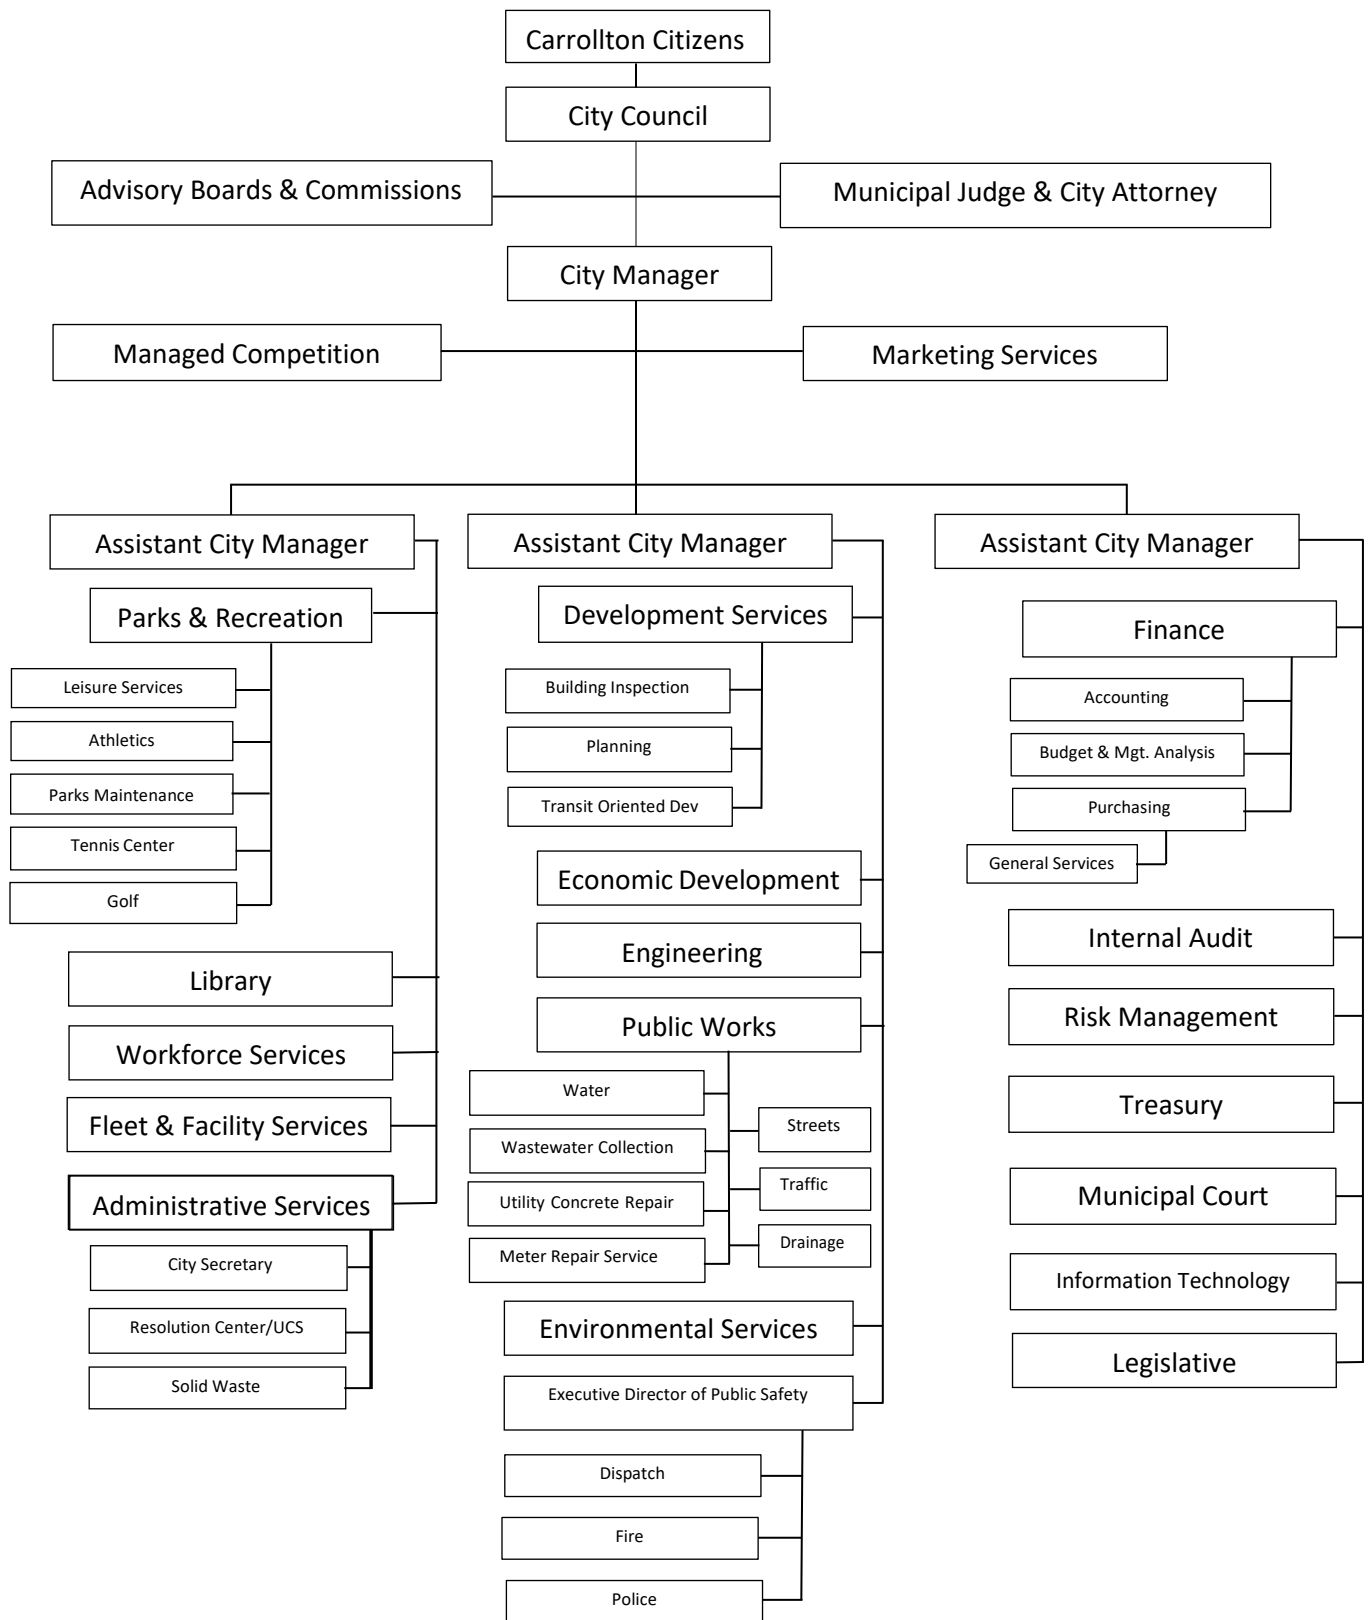 Carrollton Citizens
City Council
Advisory Boards & Commissions
Municipal Judge & City Attorney
City Manager
Managed Competition
Marketing Services
Assistant City Manager
Parks & Recreation
Leisure Services
Athletics
Parks Maintenance
Tennis Center
Golf
Library
Workforce Services
Fleet & Facility Services
Administrative Services
City Secretary
Resolution Center/UCS
Solid Waste
Assistant City Manager
Development Services
Building Inspection
Planning
Transit Oriented Dev
Economic Development
Engineering
Public Works
Water
Wastewater Collection
Utility Concrete Repair
Meter Repair Service
Streets
Traffic
Drainage
Environmental Services
Executive Director of Public Safety
Dispatch
Fire
Police
Assistant City Manager
Finance
Accounting
Budget & Mgt. Analysis
Purchasing
General Services
Internal Audit
Risk Management
Treasury
Municipal Court
Information Technology
Legislative